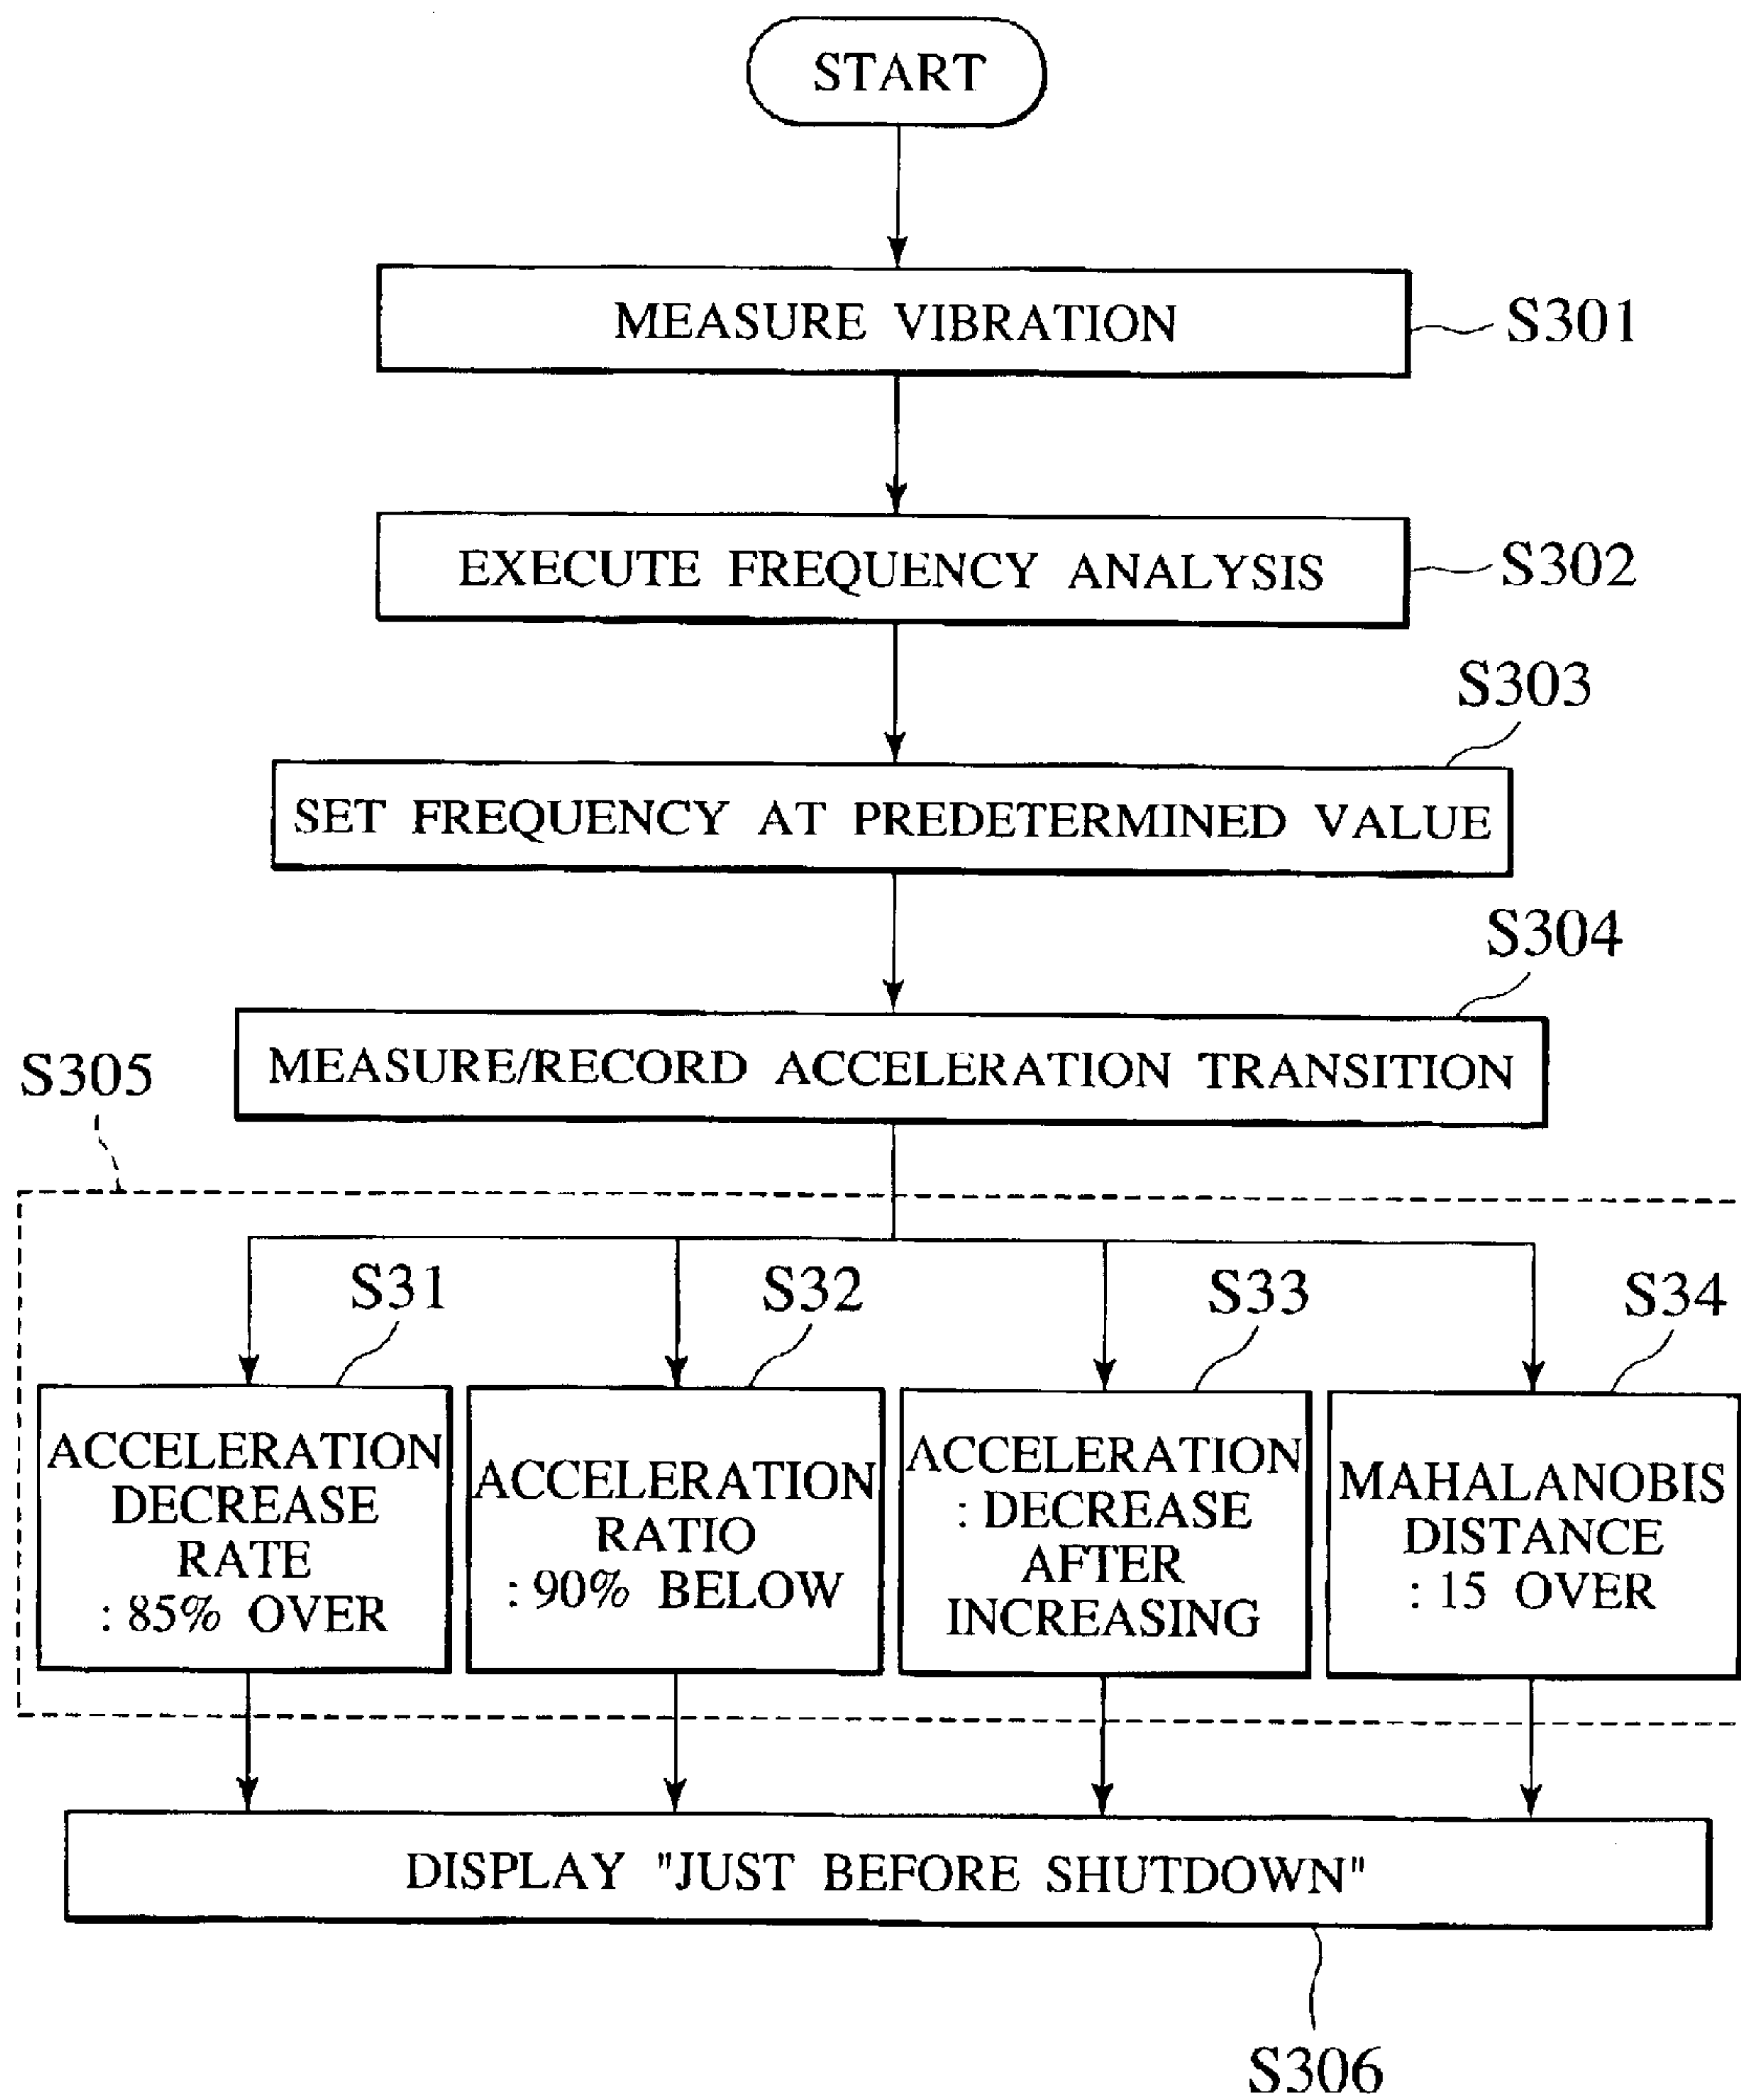 START
MEASURE VIBRATION
S301
EXECUTE FREQUENCY ANALYSIS
S302
S303
SET FREQUENCY AT PREDETERMINED VALUE
S304
MEASURE/RECORD ACCELERATION TRANSITION
S305
S31
ACCELERATION
DECREASE
RATE
: 85% OVER
S32
ACCELERATION
RATIO
: 90% BELOW
S33
ACCELERATION
: DECREASE
AFTER
INCREASING
S34
MAHALANOBIS
DISTANCE
: 15 OVER
DISPLAY "JUST BEFORE SHUTDOWN"
S306